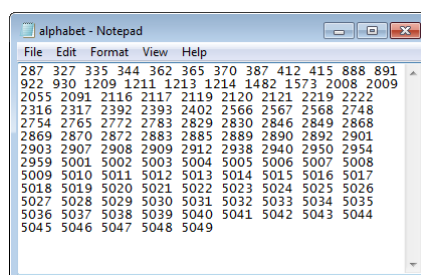 alphabet - Notepad
File Edit Format View Help
287 327 335 344 362 365 370 387 412 415 888 891
922 930 1209 1211 1213 1214 1482 1573 2008 2009
2055 2091 2116 2117 2119 2120 2121 2219 2222
2316 2317 2392 2393 2402 2566 2567 2568 2748
2754 2765 2772 2783 2829 2830 2846 2849 2868
2869 2870 2872 2883 2885 2889 2890 2892 2901
2903 2907 2908 2909 2912 2938 2940 2950 2954
2959 5001 5002 5003 5004 5005 5006 5007 5008
5009 5010 5011 5012 5013 5014 5015 5016 5017
5018 5019 5020 5021 5022 5023 5024 5025 5026
5027 5028 5029 5030 5031 5032 5033 5034 5035
5036 5037 5038 5039 5040 5041 5042 5043 5044
5045 5046 5047 5048 5049